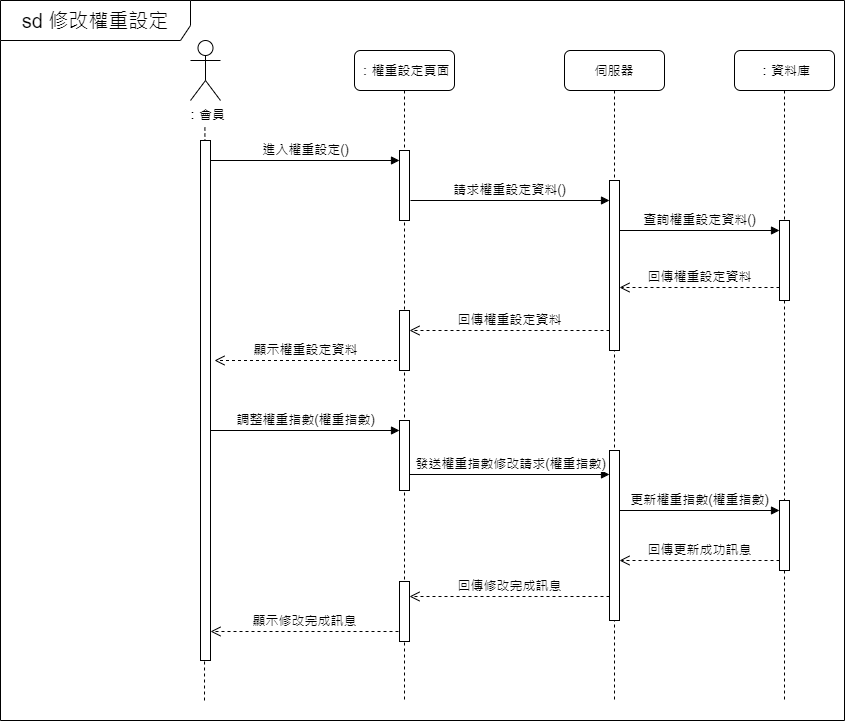 sd 修改權重設定
：權重設定頁面
伺服器
：資料庫
：會員
進入權重設定()
請求權重設定資料()
查詢權重設定資料()
回傳權重設定資料
回傳權重設定資料
顯示權重設定資料
調整權重指數(權重指數)
發送權重指數修改請求(權重指數)
更新權重指數(權重指數)
回傳更新成功訊息
回傳修改完成訊息
顯示修改完成訊息